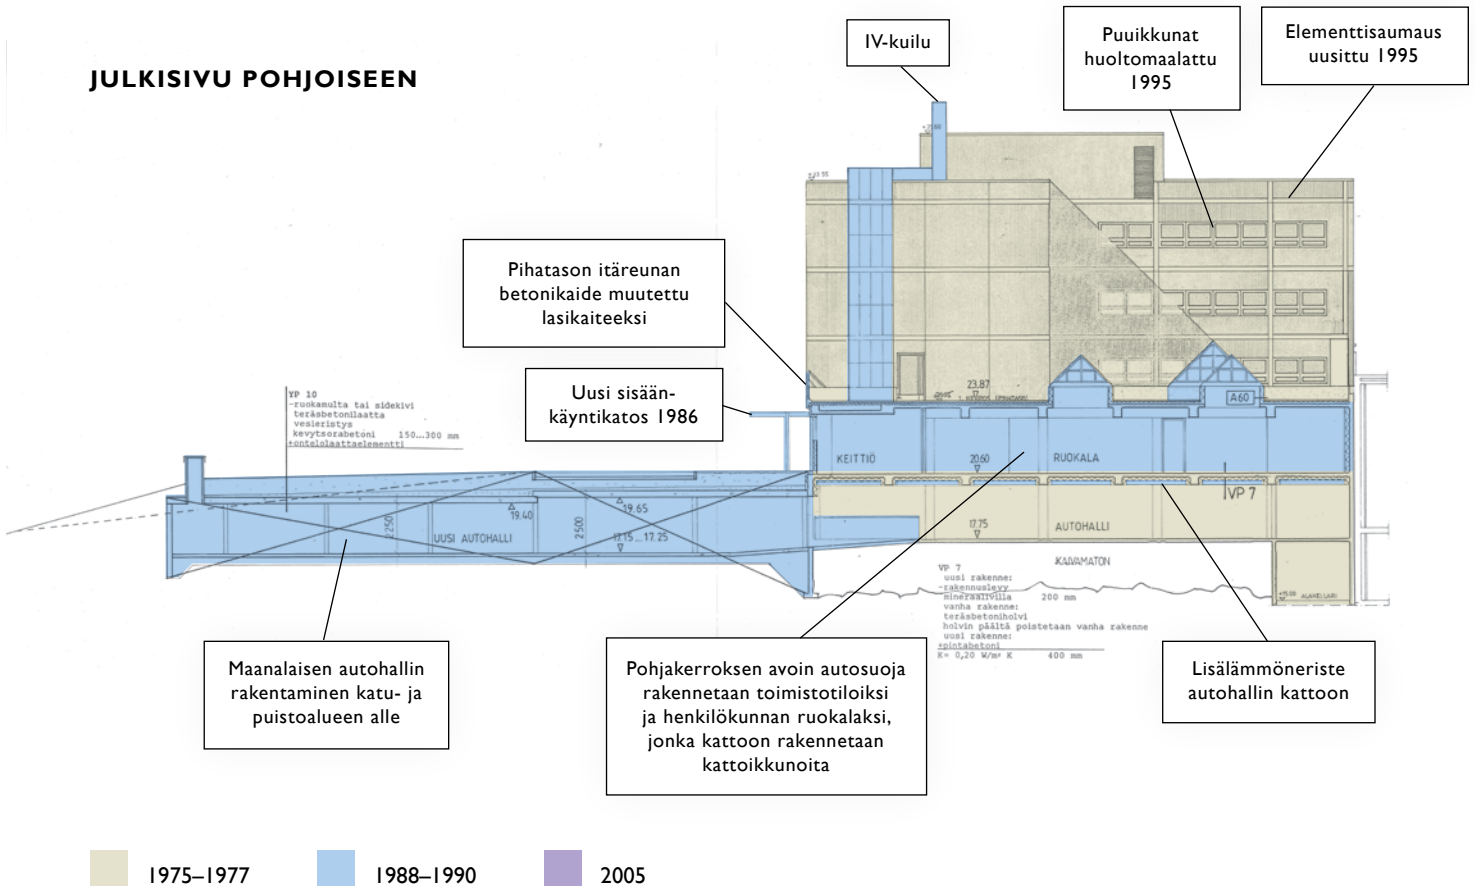 JULKISIVU POHJOISEEN
IV-kuilu
Puuikkunat
huoltomaalattu
1995
Elementtisaumaus
uusittu 1995
Pihatason itäreunan
betonikaide muutettu
lasikaiteeksi
Uusi sisään-
käyntikatos 1986
YP 10
-ruokamulta tai sidekivi
teräsbetonilaatta
vesieristys
kevytsorabetoni 150...300 mm
+ontelolaattaelementti
23.87
A60
KEITTIÖ
20.60
RUOKALA
VP 7
19.40
19.65
2250
UUSI AUTOHALLI
2500
17.15...17.25
17.75
AUTOHALLI
KAIVAMATON
ALAKELLARI
VP 7
uusi rakenne:
-rakennuslevy
mineraalivilla 200 mm
vanha rakenne:
teräsbetoniholvi
holvin päältä poistetaan vanha rakenne
uusi rakenne:
+pintabetoni
K= 0,20 W/m² K 400 mm
Maanalaisen autohallin
rakentaminen katu- ja
puistoalueen alle
Pohjakerroksen avoin autosuoja
rakennetaan toimistotiloiksi
ja henkilökunnan ruokalaksi,
jonka kattoon rakennetaan
kattoikkunoita
Lisälämmöneriste
autohallin kattoon
1975–1977
1988–1990
2005